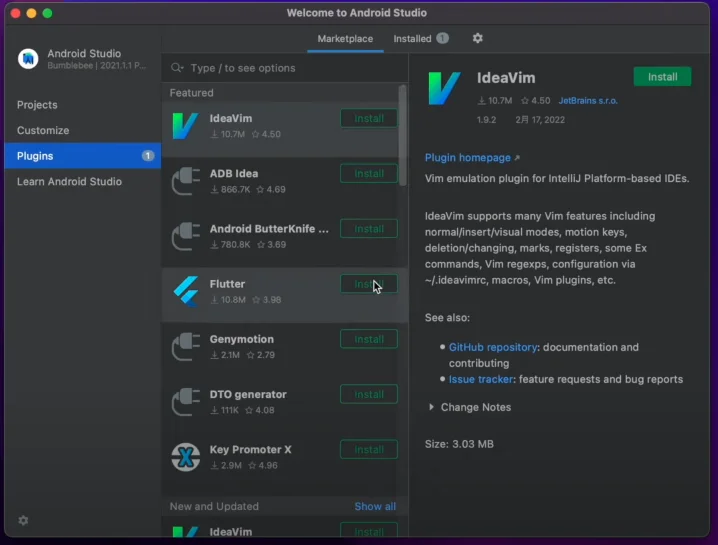 Welcome to Android Studio
Android Studio
Bumblebee | 2021.1.1 P...
Projects
Customize
Plugins
1
Learn Android Studio
Marketplace
Installed 1
Type / to see options
Featured
IdeaVim
Install
10.7M 4.50
ADB Idea
Install
866.7K 4.69
Android ButterKnife ...
Install
780.8K 3.69
Flutter
Install
10.8M 3.98
Genymotion
Install
2.1M 2.79
DTO generator
Install
111K 4.08
Key Promoter X
Install
2.9M 4.96
New and Updated
Show all
IdeaVim
Install
IdeaVim
Install
10.7M 4.50 JetBrains s.r.o.
1.9.2 2月 17, 2022
Plugin homepage ↗
Vim emulation plugin for IntelliJ Platform-based IDEs.
IdeaVim supports many Vim features including
normal/insert/visual modes, motion keys,
deletion/changing, marks, registers, some Ex
commands, Vim regexps, configuration via
~/.ideavimrc, macros, Vim plugins, etc.
See also:
• GitHub repository: documentation and
contributing
• Issue tracker: feature requests and bug reports
Change Notes
Size: 3.03 MB